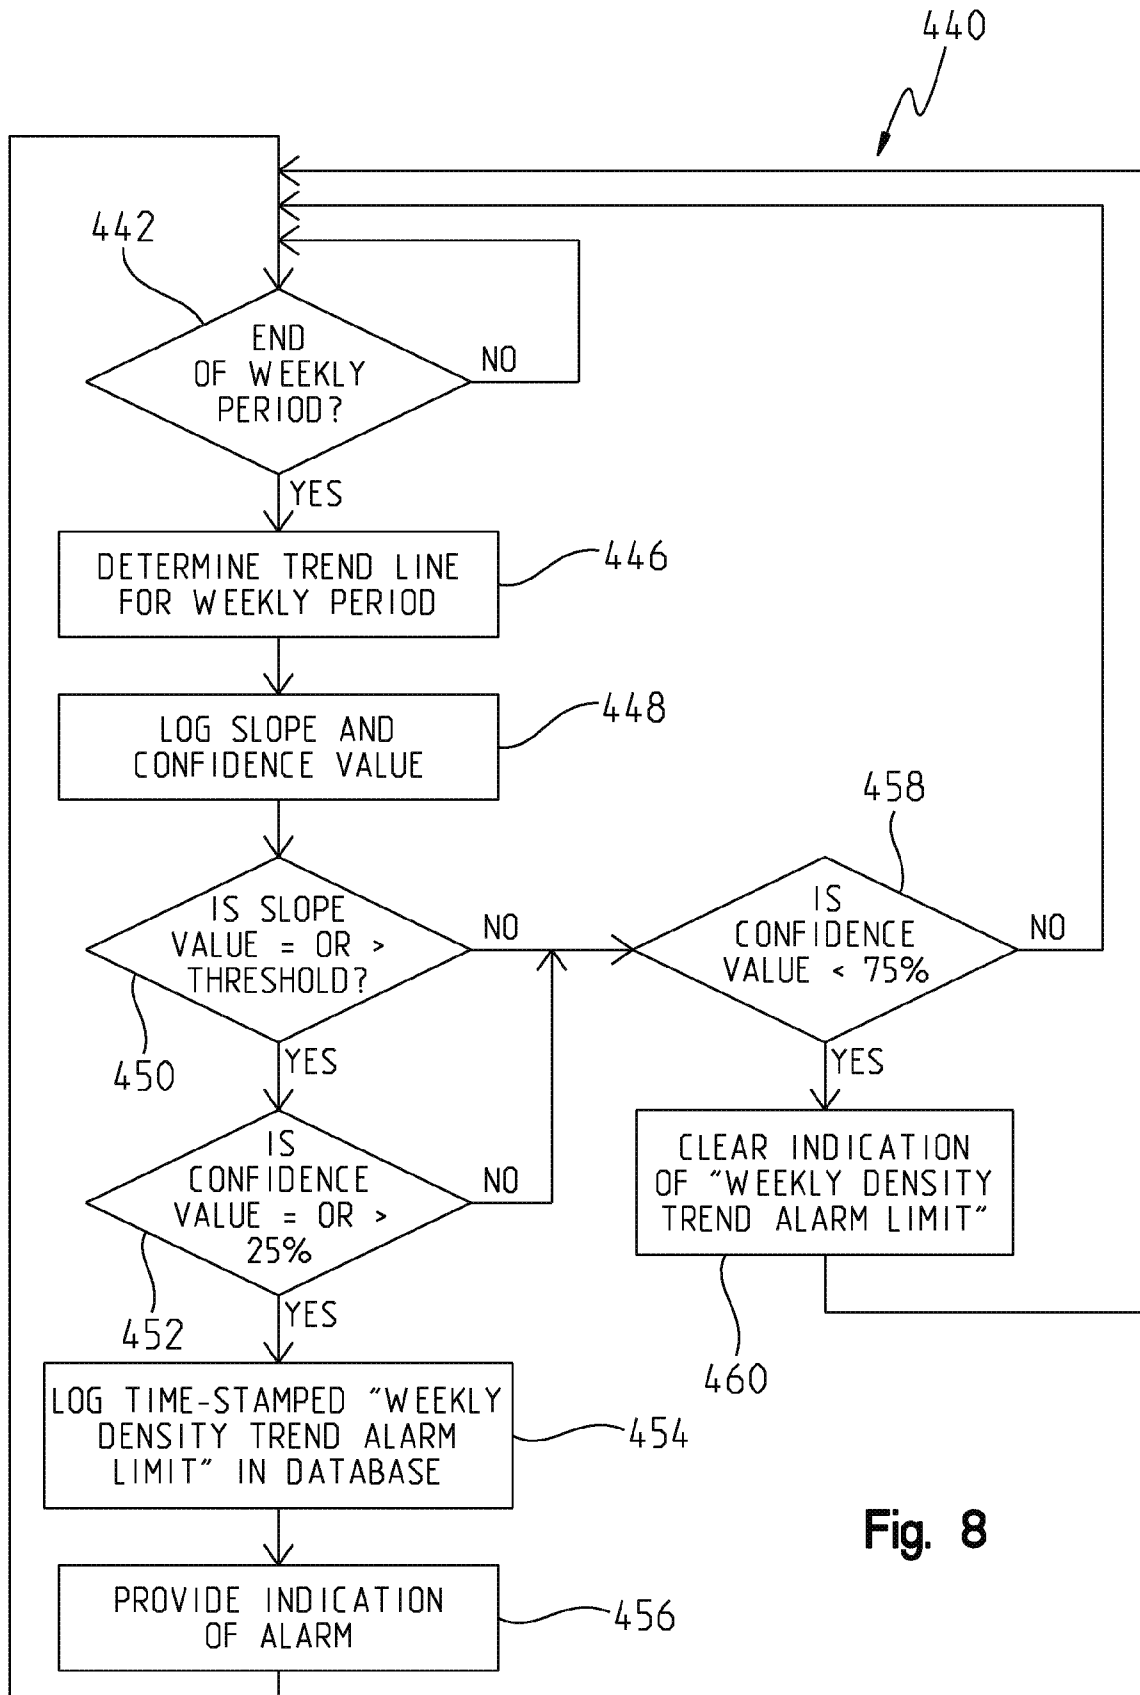 440
442
END
OF WEEKLY
PERIOD?
NO
YES
DETERMINE TREND LINE
FOR WEEKLY PERIOD
446
LOG SLOPE AND
CONFIDENCE VALUE
448
IS SLOPE
VALUE = OR >
THRESHOLD?
NO
450
YES
458
IS
CONFIDENCE
VALUE < 75%
NO
YES
IS
CONFIDENCE
VALUE = OR >
25%
NO
452
YES
CLEAR INDICATION
OF "WEEKLY DENSITY
TREND ALARM LIMIT"
460
LOG TIME-STAMPED "WEEKLY
DENSITY TREND ALARM
LIMIT" IN DATABASE
454
PROVIDE INDICATION
OF ALARM
456
Fig. 8